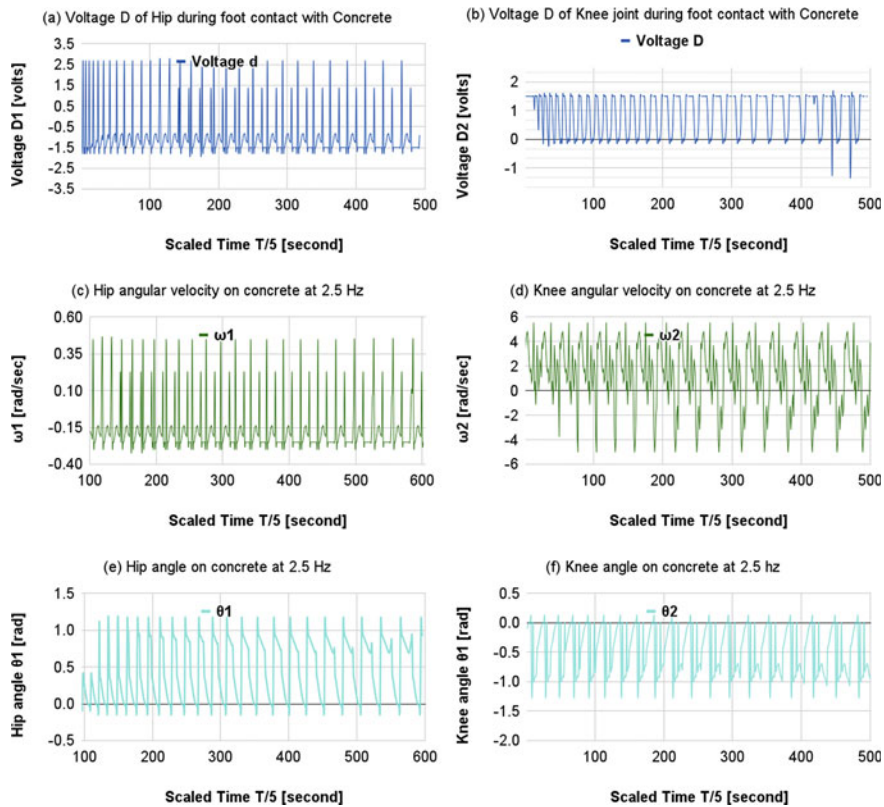 (a) Voltage D of Hip during foot contact with Concrete
Voltage d
Voltage D1 [volts]
3.5
2.5
1.5
0.5
-0.5
-1.5
-2.5
-3.5
100 200 300 400 500
Scaled Time T/5 [second]
(b) Voltage D of Knee joint during foot contact with Concrete
Voltage D
Voltage D2 [volts]
2
1
0
-1
100 200 300 400 500
Scaled Time T/5 [second]
(c) Hip angular velocity on concrete at 2.5 Hz
ω1
ω1 [rad/sec]
0.60
0.35
0.10
-0.15
-0.40
100 200 300 400 500 600
Scaled Time T/5 [second]
(d) Knee angular velocity on concrete at 2.5 Hz
ω2
ω2 [rad/sec]
6
4
2
0
-2
-4
-6
100 200 300 400 500
Scaled Time T/5 [second]
(e) Hip angle on concrete at 2.5 Hz
θ1
Hip angle θ1 [rad]
1.5
1.0
0.5
0.0
-0.5
100 200 300 400 500 600
Scaled Time T/5 [second]
(f) Knee angle on concrete at 2.5 hz
θ2
Knee angle θ1 [rad]
0.5
0.0
-0.5
-1.0
-1.5
-2.0
100 200 300 400 500
Scaled Time T/5 [second]